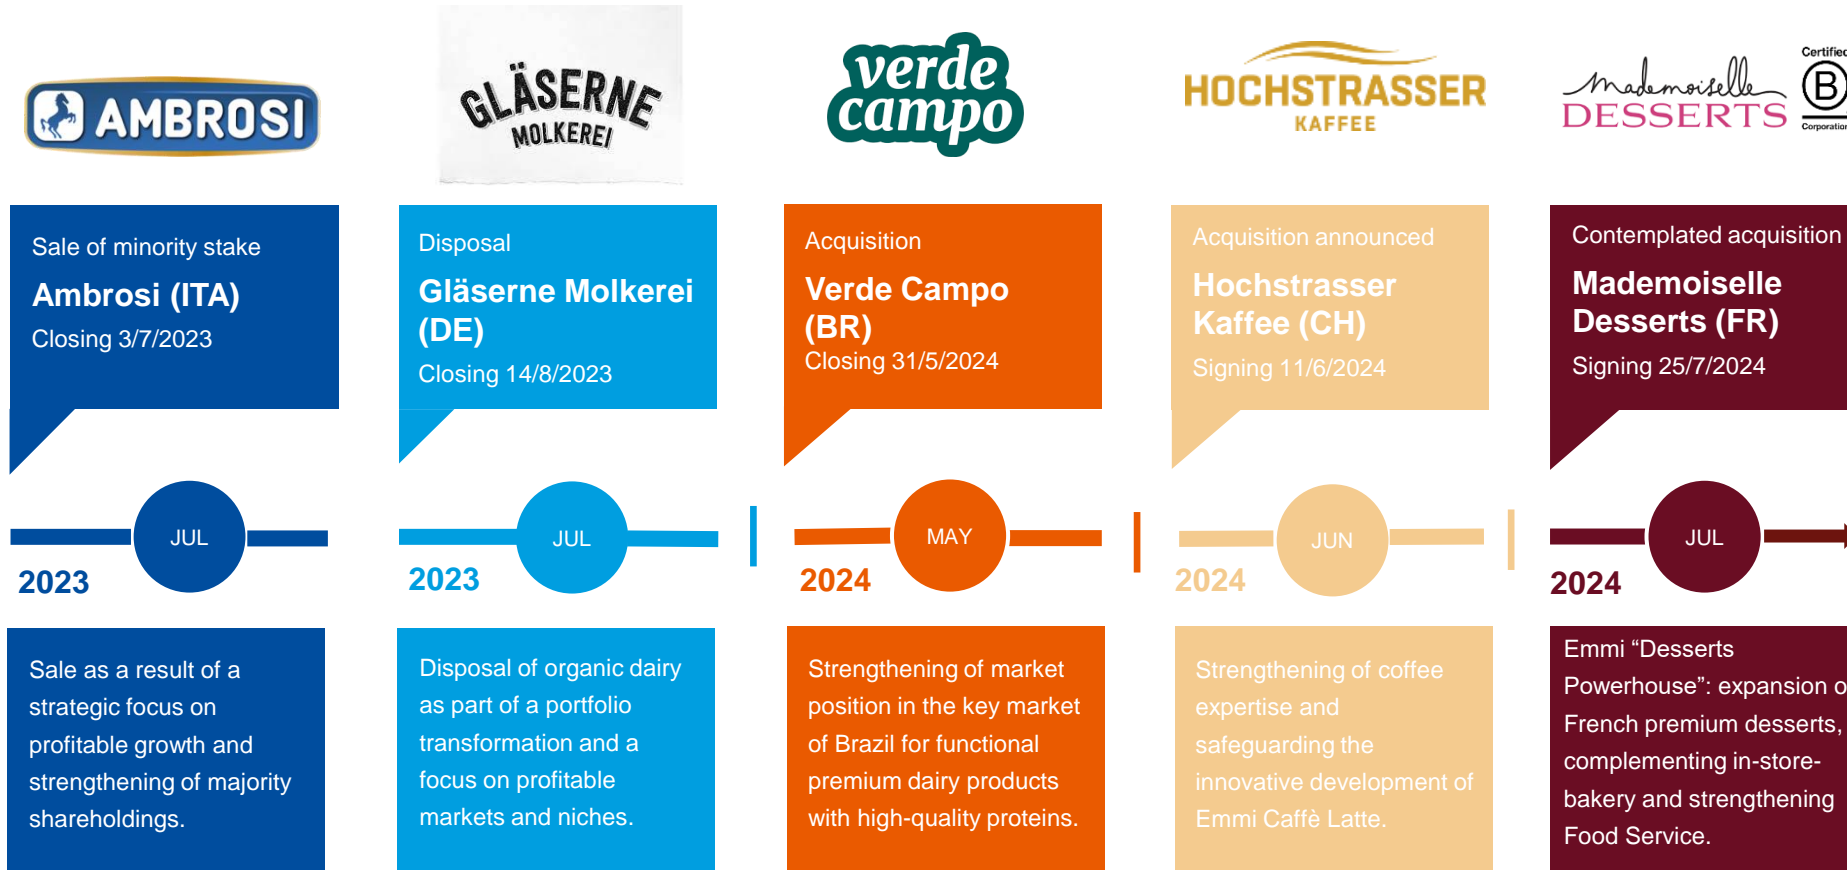 AMBROSI
GLÄSERNE
MOLKEREI
verde
campo
HOCHSTRASSER
KAFFEE
Mademoiselle
DESSERTS
Certified
B
Corporation
Sale of minority stake
Ambrosi (ITA)
Closing 3/7/2023
Disposal
Gläserne Molkerei
(DE)
Closing 14/8/2023
Acquisition
Verde Campo
(BR)
Closing 31/5/2024
Acquisition announced
Hochstrasser
Kaffee (CH)
Signing 11/6/2024
Contemplated acquisition
Mademoiselle
Desserts (FR)
Signing 25/7/2024
JUL
2023
JUL
2023
MAY
2024
JUN
2024
JUL
2024
Sale as a result of a
strategic focus on
profitable growth and
strengthening of majority
shareholdings.
Disposal of organic dairy
as part of a portfolio
transformation and a
focus on profitable
markets and niches.
Strengthening of market
position in the key market
of Brazil for functional
premium dairy products
with high-quality proteins.
Strengthening of coffee
expertise and
safeguarding the
innovative development of
Emmi Caffè Latte.
Emmi “Desserts
Powerhouse”: expansion o
French premium desserts,
complementing in-store-
bakery and strengthening
Food Service.